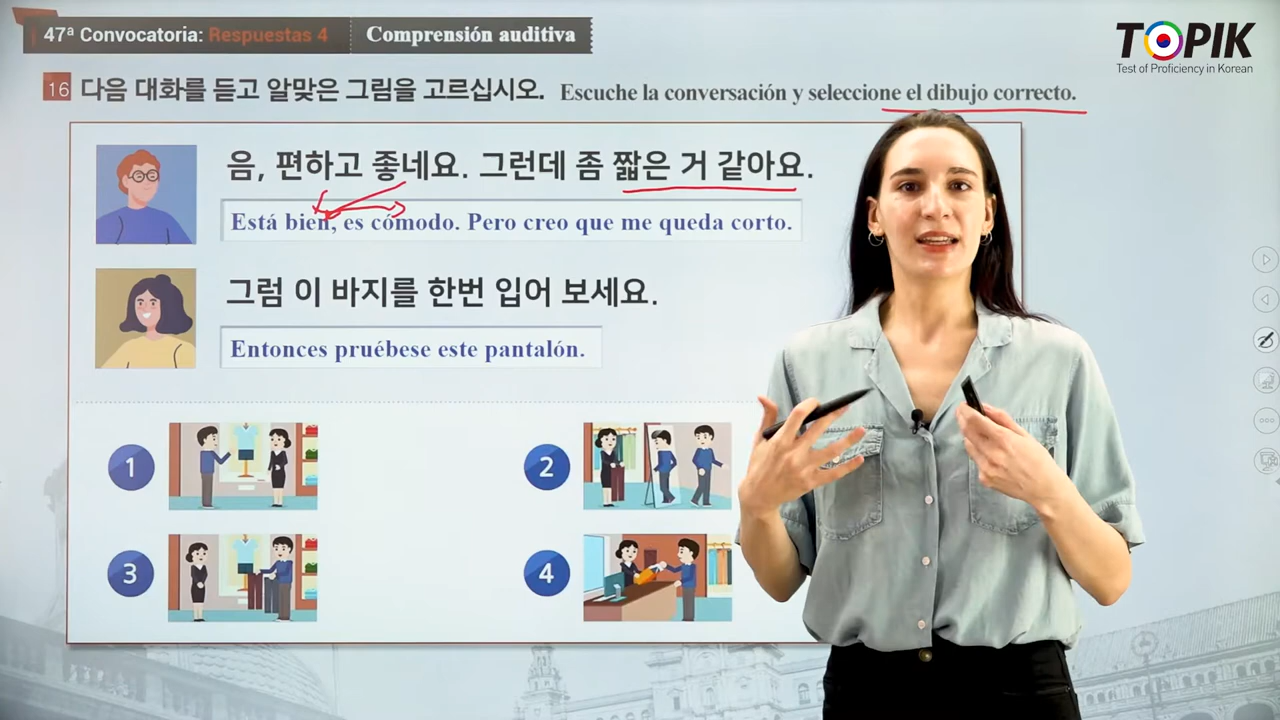 47ª Convocatoria: Respuestas 4 Comprensión auditiva
TOPIK
Test of Proficiency in Korean
16 다음 대화를 듣고 알맞은 그림을 고르십시오. Escuche la conversación y seleccione el dibujo correcto.
음, 편하고 좋네요. 그런데 좀 짧은 거 같아요.
Está bien, es cómodo. Pero creo que me queda corto.
그럼 이 바지를 한번 입어 보세요.
Entonces pruébese este pantalón.
1
2
3
4